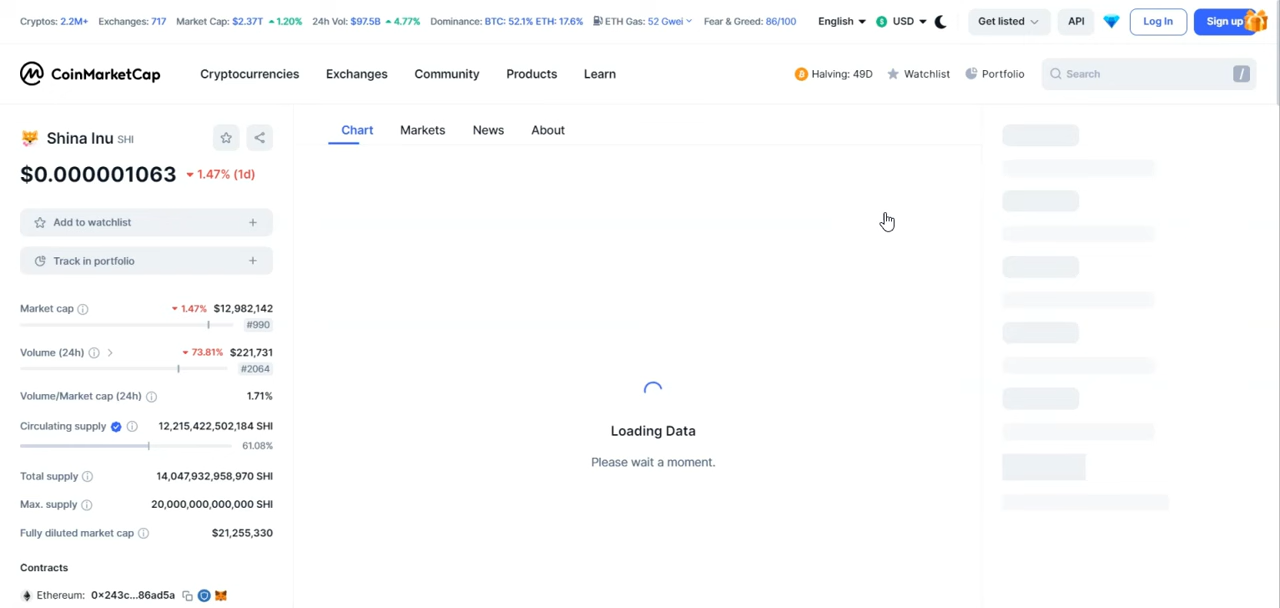 Cryptos: 2.2M+ Exchanges: 717 Market Cap: $2.37T 1.20% 24h Vol: $97.5B 4.77% Dominance: BTC: 52.1% ETH: 17.6% ETH Gas: 52 Gwei Fear & Greed: 86/100 English USD Get listed API Log In Sign up
CoinMarketCap Cryptocurrencies Exchanges Community Products Learn Halving: 49D Watchlist Portfolio Search /
Shina Inu SHI
$0.000001063 1.47% (1d)
Add to watchlist +
Track in portfolio +
Market cap 1.47% $12,982,142
#990
Volume (24h) 73.81% $221,731
#2064
Volume/Market cap (24h) 1.71%
Circulating supply 12,215,422,502,184 SHI
61.08%
Total supply 14,047,932,958,970 SHI
Max. supply 20,000,000,000,000 SHI
Fully diluted market cap $21,255,330
Contracts
Ethereum: 0x243c...86ad5a
Chart Markets News About
Loading Data
Please wait a moment.